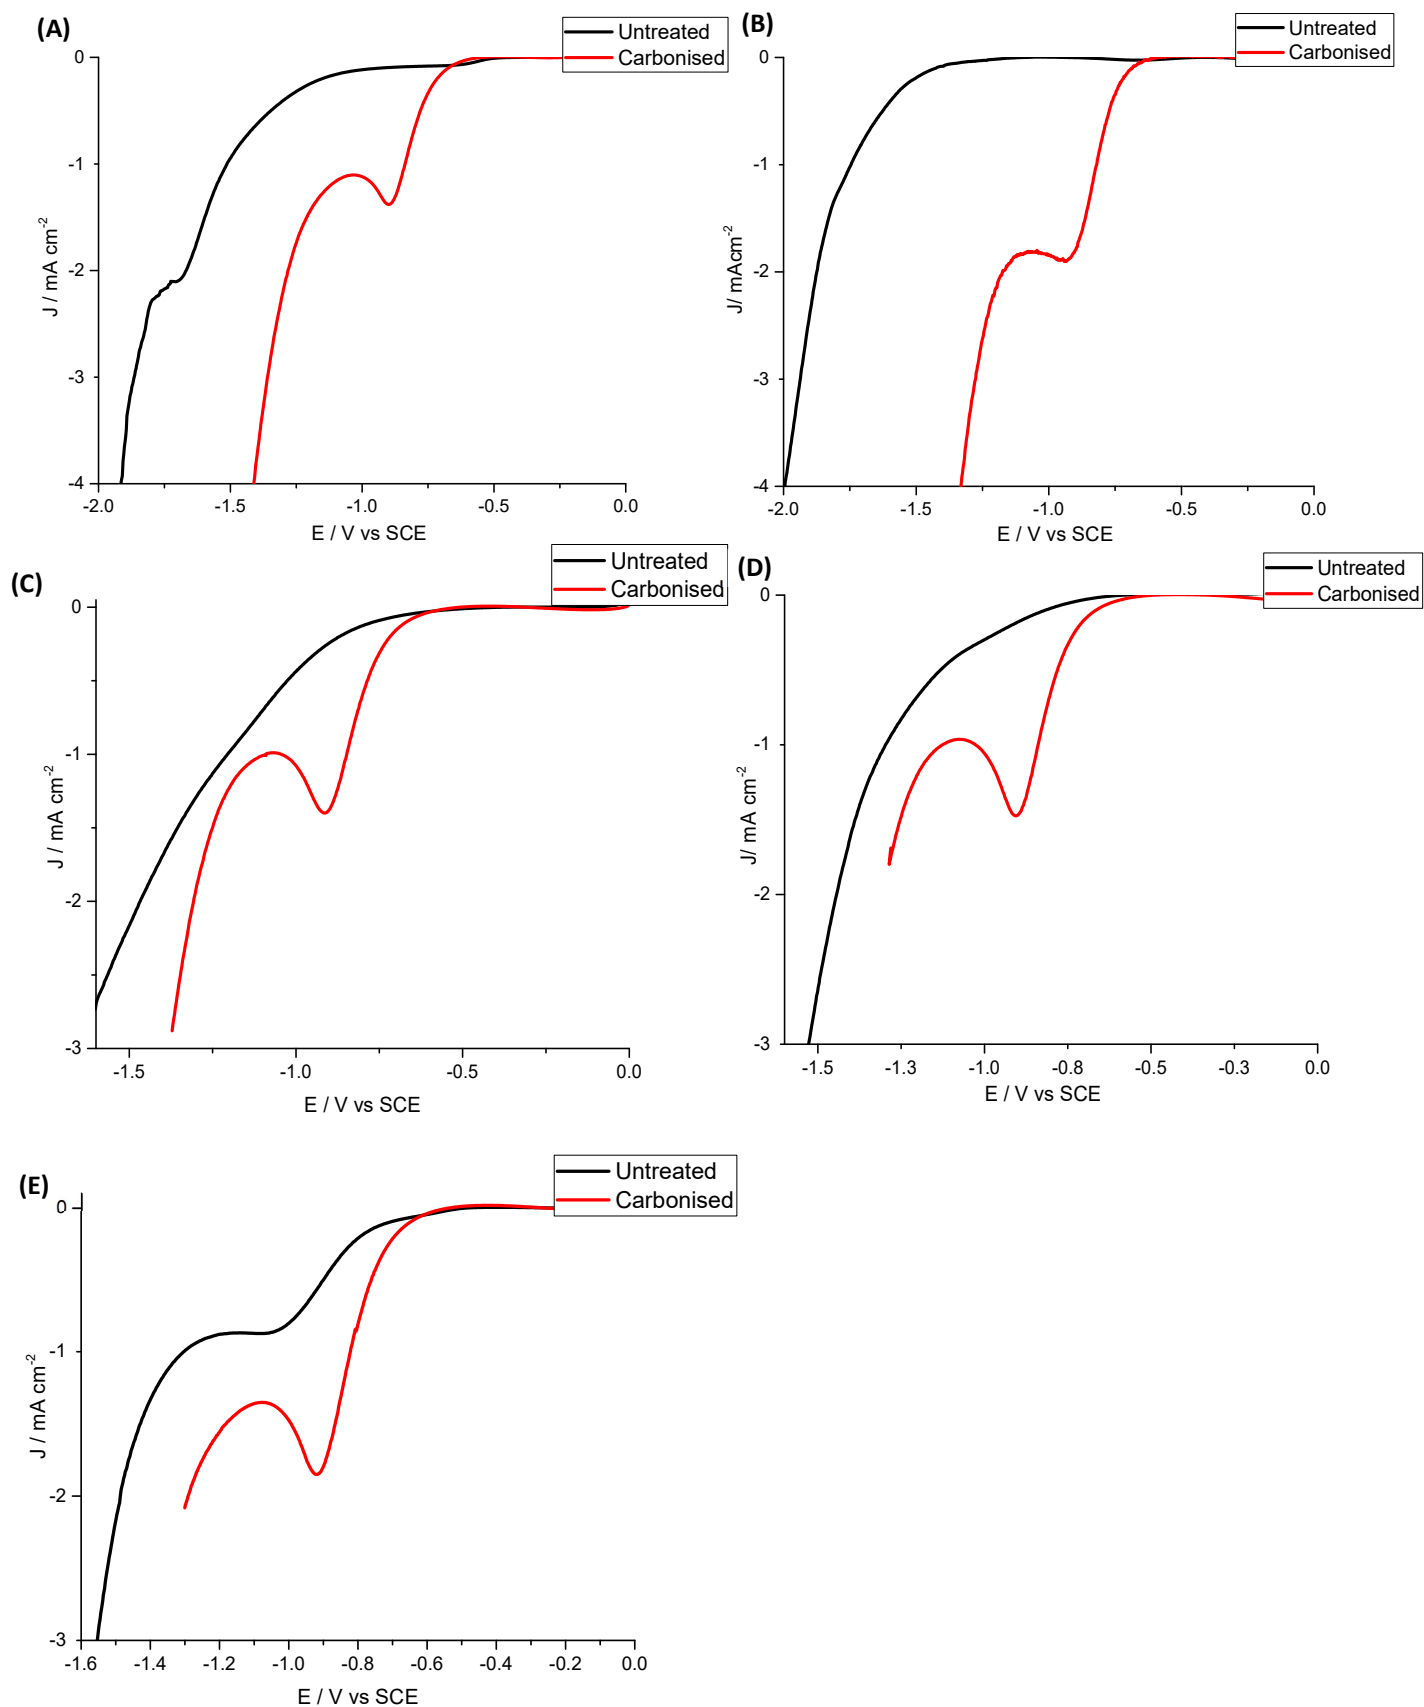 (A)
Untreated
Carbonised
0
-1
-2
-3
-4
J / mA cm-2
-2.0 -1.5 -1.0 -0.5 0.0
E / V vs SCE
(B)
Untreated
Carbonised
0
-1
-2
-3
-4
J/ mAcm-2
-2.0 -1.5 -1.0 -0.5 0.0
E / V vs SCE
(C)
Untreated
Carbonised
0
-1
-2
-3
J / mA cm-2
-1.5 -1.0 -0.5 0.0
E / V vs SCE
(D)
Untreated
Carbonised
0
-1
-2
-3
J/ mA cm-2
-1.5 -1.3 -1.0 -0.8 -0.5 -0.3 0.0
E / V vs SCE
(E)
Untreated
Carbonised
0
-1
-2
-3
J / mA cm-2
-1.6 -1.4 -1.2 -1.0 -0.8 -0.6 -0.4 -0.2 0.0
E / V vs SCE